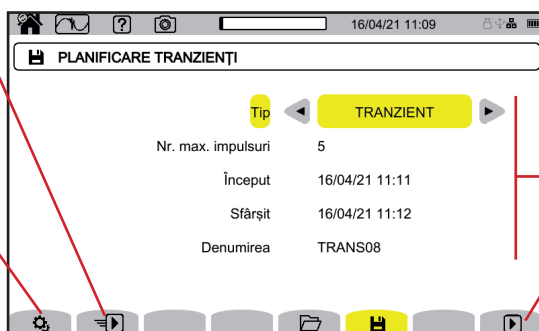 ? 16/04/21 11:09
PLANIFICARE TRANZIENȚI
Tip TRANZIENT
Nr. max. impulsuri 5
Început 16/04/21 11:11
Sfârșit 16/04/21 11:12
Denumirea TRANS08